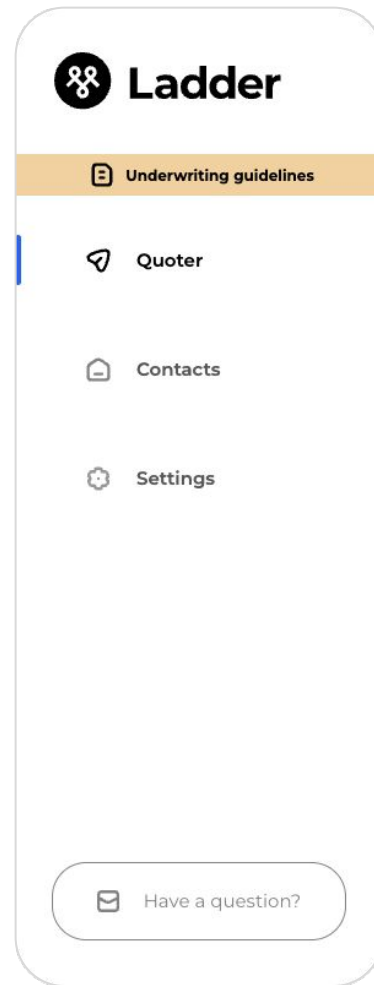 Ladder
Underwriting guidelines
Quoter
Contacts
Settings
Have a question?